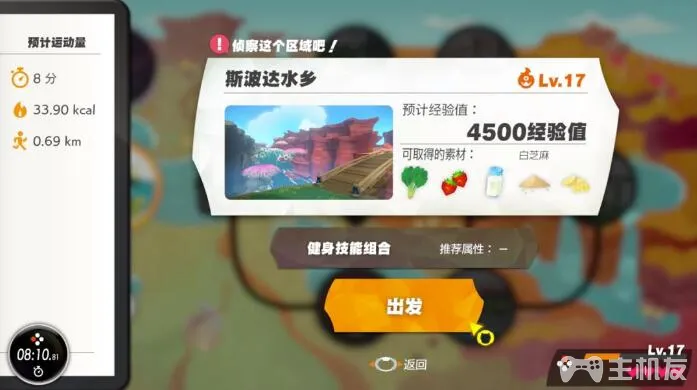 预计运动量
8 分
33.90 kcal
0.69 km
侦察这个区域吧！
斯波达水乡
Lv.17
预计经验值：
4500经验值
可取得的素材：
白芝麻
健身技能组合
推荐属性： —
出发
返回
08:10.81
Lv.17
主机友